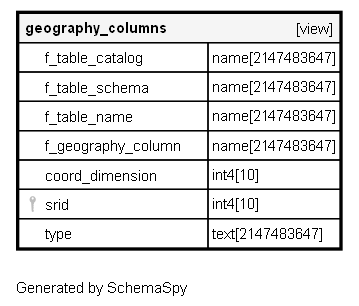 geography_columns [view]
f_table_catalog name[2147483647]
f_table_schema name[2147483647]
f_table_name name[2147483647]
f_geography_column name[2147483647]
coord_dimension int4[10]
srid int4[10]
type text[2147483647]
Generated by SchemaSpy